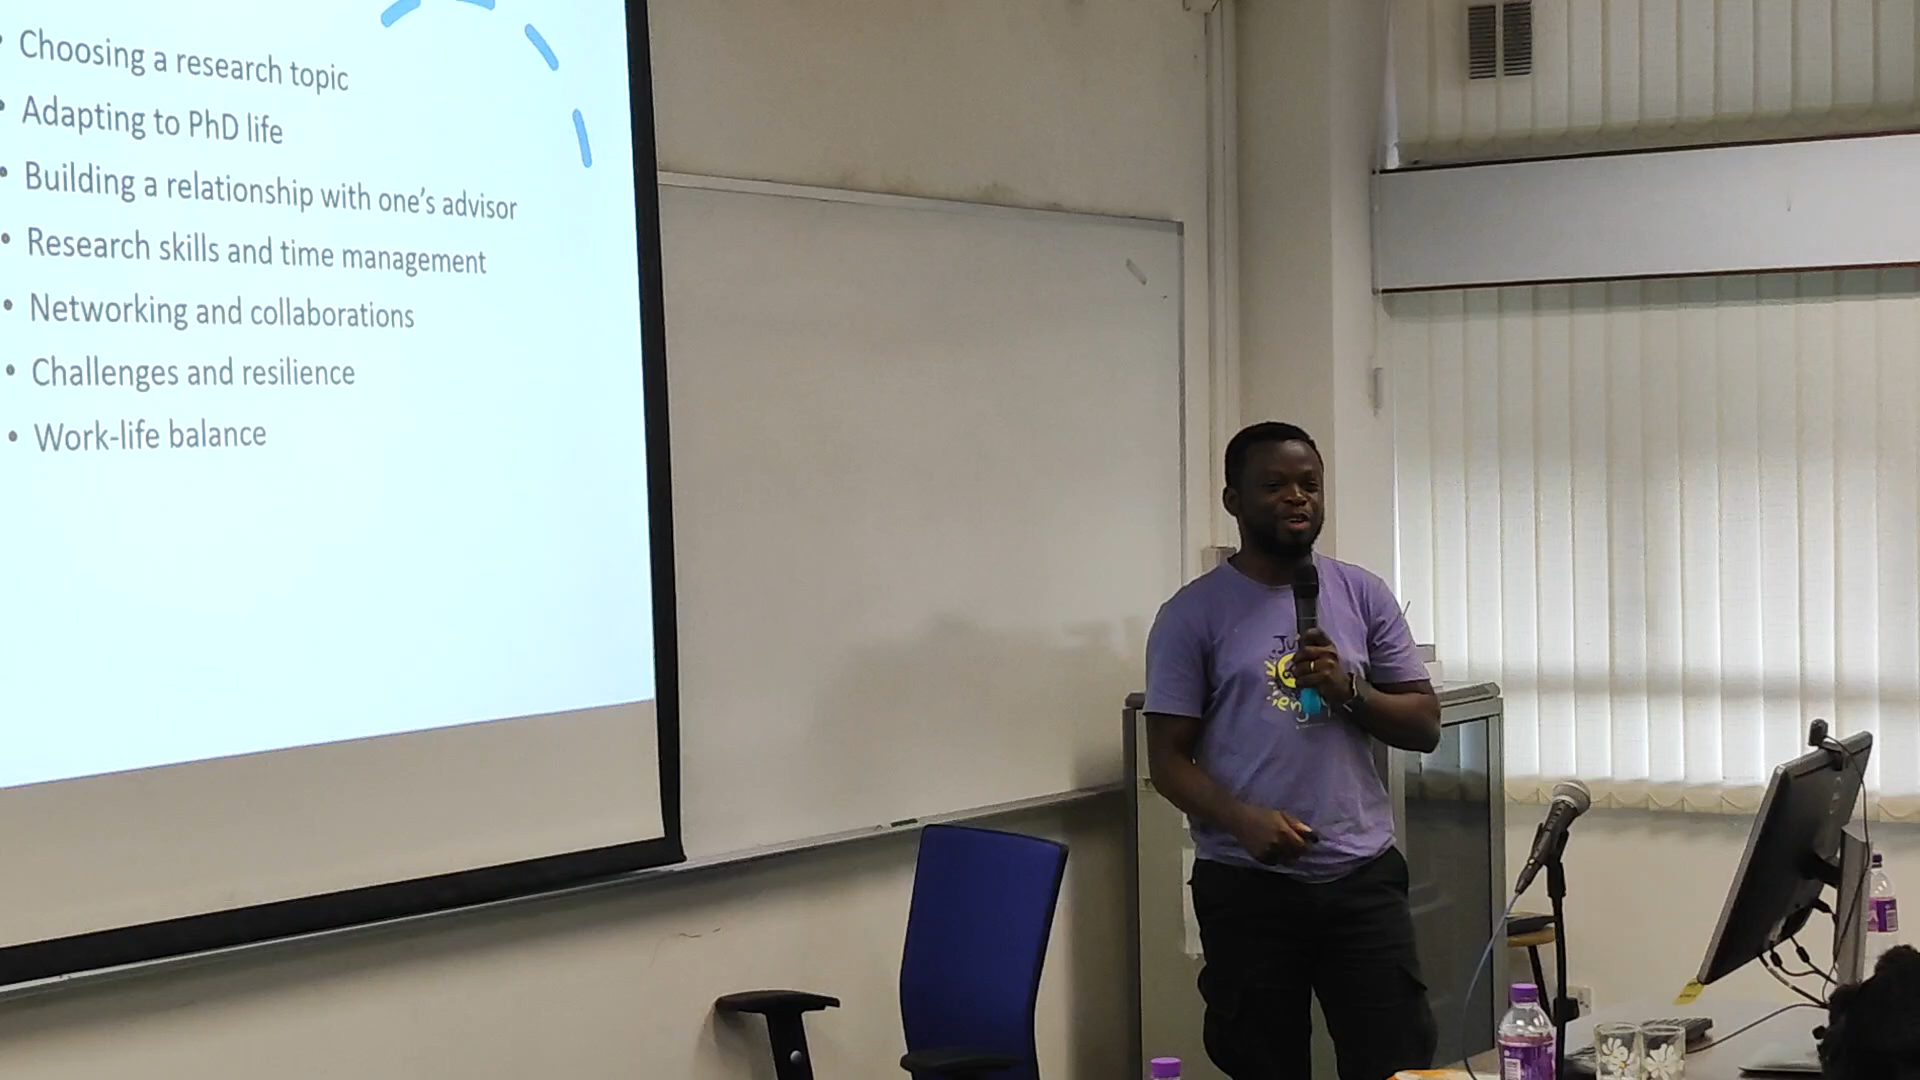 • Choosing a research topic
• Adapting to PhD life
• Building a relationship with one's advisor
• Research skills and time management
• Networking and collaborations
• Challenges and resilience
• Work-life balance